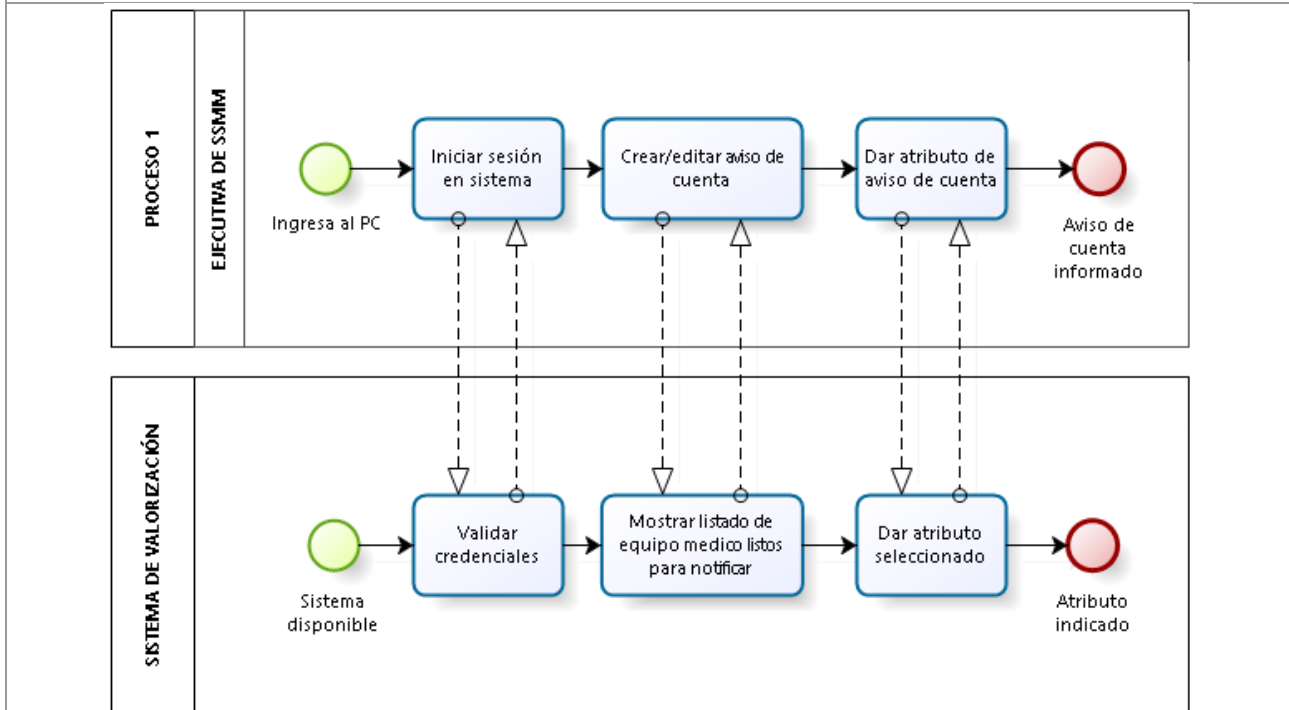 PROCESO 1
EJECUTIVA DE SSMM
Ingresa al PC
Iniciar sesión
en sistema
Crear/editar aviso de
cuenta
Dar atributo de
aviso de cuenta
Aviso de
cuenta
informado
SISTEMA DE VALORIZACIÓN
Sistema
disponible
Validar
credenciales
Mostrar listado de
equipo medico listos
para notificar
Dar atributo
seleccionado
Atributo
indicado